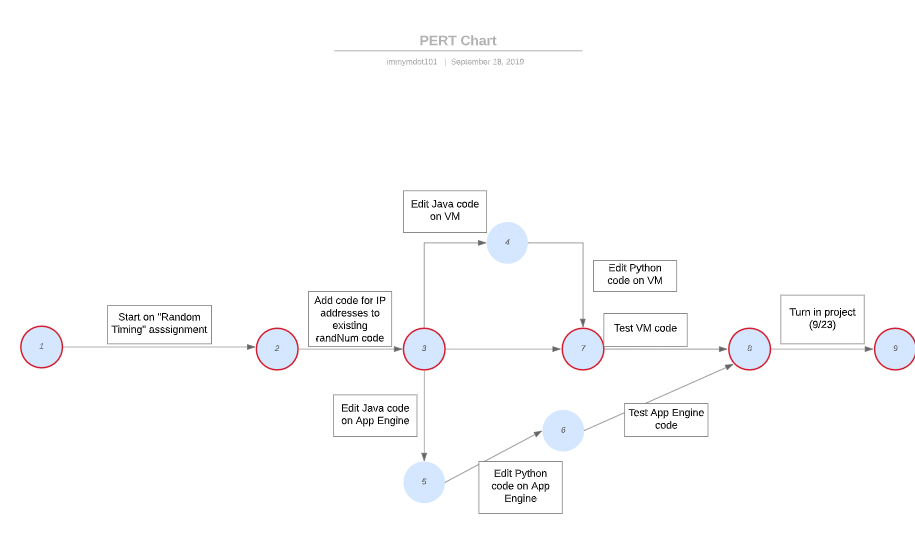 PERT Chart
immymdot101 | September 18, 2019
Edit Java code
on VM
4
Edit Python
code on VM
Add code for IP
addresses to
existing
randNum code
Start on "Random
Timing" asssignment
Turn in project
(9/23)
Test VM code
1
2
3
7
8
9
Edit Java code
on App Engine
Test App Engine
code
6
5
Edit Python
code on App
Engine